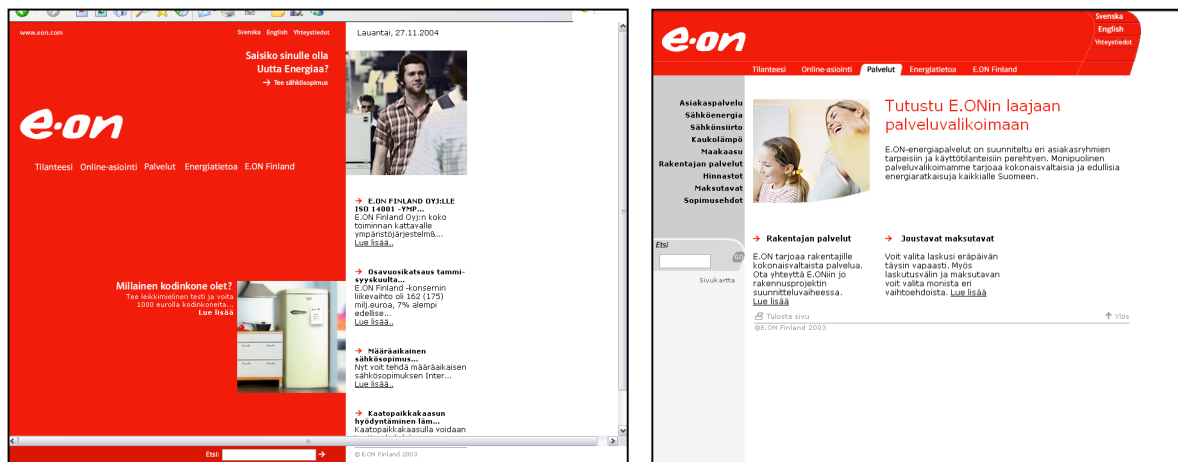 www.eon.com
Svenska English Yhteystiedot
Saisiko sinulle olla
Uutta Energiaa?
→ Tee sähkösopimus
e·on
Tilanteesi Online-asiointi Palvelut Energiatietoa E.ON Finland
Millainen kodinkone olet?
Tee leikkimielinen testi ja voita
1000 eurolla kodinkoneita...
Lue lisää
Etsi:
Lauantai, 27.11.2004
→ E.ON FINLAND OYJ:LLE
ISO 14001 -YMP...
E.ON Finland Oyj:n koko
toiminnan kattavalle
ympäristöjärjestelm&...
Lue lisää..
→ Osavuosikatsaus tammi-
syyskuulta...
E.ON Finland -konsernin
liikevaihto oli 162 (175)
milj.euroa, 7% alempi
edellise...
Lue lisää..
→ Määräaikainen
sähkösopimus...
Nyt voit tehdä määräaikaisen
sähkösopimuksen Inter...
Lue lisää..
→ Kaatopaikkakaasun
hyödyntäminen läm...
Kaatopaikkakaasulla voidaan
© E.ON Finland 2003
e·on
Svenska
English
Yhteystiedot
Tilanteesi Online-asiointi Palvelut Energiatietoa E.ON Finland
Asiakaspalvelu
Sähköenergia
Sähkönsiirto
Kaukolämpö
Maakaasu
Rakentajan palvelut
Hinnastot
Maksutavat
Sopimusehdot
Etsi
GO
Sivukartta
Tutustu E.ONin laajaan
palveluvalikoimaan
E.ON-energiapalvelut on suunniteltu eri asiakasryhmien
tarpeisiin ja käyttötilanteisiin perehtyen. Monipuolinen
palveluvalikoimamme tarjoaa kokonaisvaltaisia ja edullisia
energiaratkaisuja kaikkialle Suomeen.
→ Rakentajan palvelut
E.ON tarjoaa rakentajille
kokonaisvaltaista palvelua.
Ota yhteyttä E.ONiin jo
rakennusprojektin
suunnitteluvaiheessa.
Lue lisää
→ Joustavat maksutavat
Voit valita laskusi eräpäivän
täysin vapaasti. Myös
laskutusvälin ja maksutavan
voit valita monista eri
vaihtoehdoista. Lue lisää
Tulosta sivu
Ylös
©E.ON Finland 2003